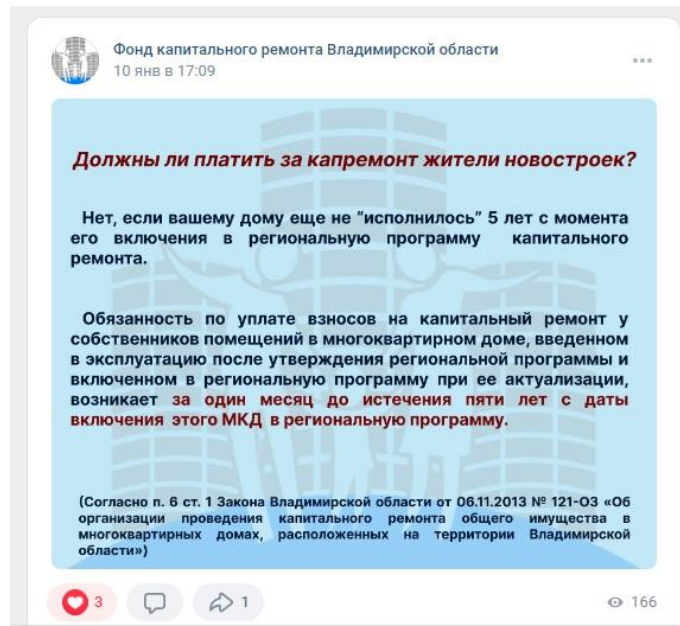 Фонд капитального ремонта Владимирской области
10 янв в 17:09
Должны ли платить за капремонт жители новостроек?
Нет, если вашему дому еще не "исполнилось" 5 лет с момента
его включения в региональную программу капитального
ремонта.
Обязанность по уплате взносов на капитальный ремонт у
собственников помещений в многоквартирном доме, введенном
в эксплуатацию после утверждения региональной программы и
включенном в региональную программу при ее актуализации,
возникает за один месяц до истечения пяти лет с даты
включения этого МКД в региональную программу.
(Согласно п. 6 ст. 1 Закона Владимирской области от 06.11.2013 № 121-ОЗ «Об
организации проведения капитального ремонта общего имущества в
многоквартирных домах, расположенных на территории Владимирской
области»)
3
1
166